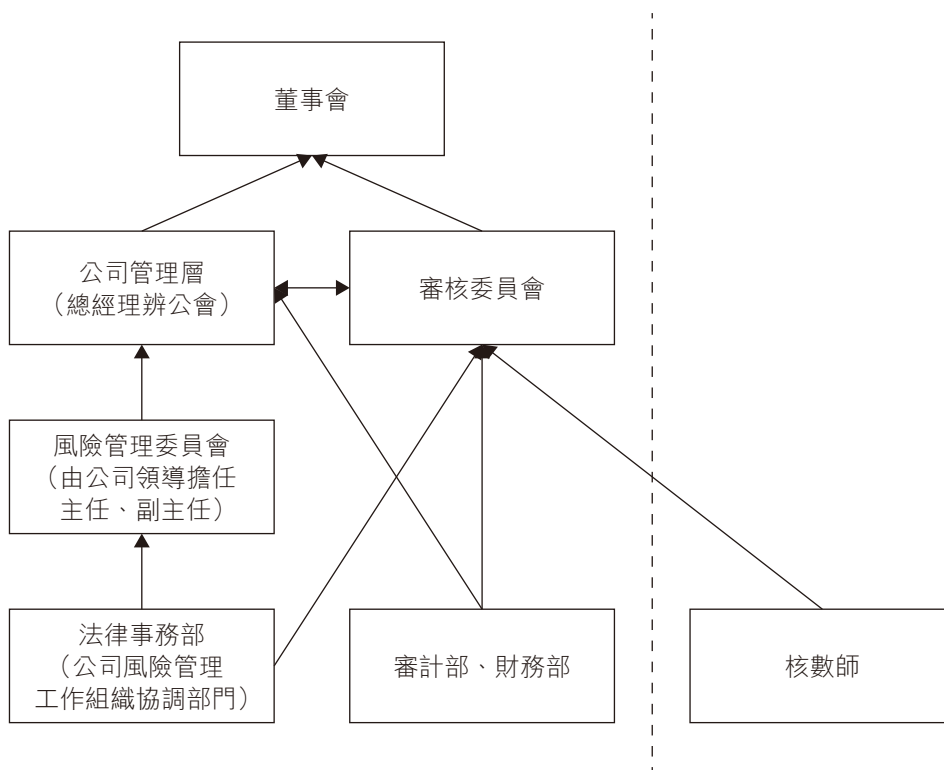 董事會
公司管理層
（總經理辨公會）
審核委員會
風險管理委員會
（由公司領導擔任
主任、副主任）
法律事務部
（公司風險管理
工作組織協調部門）
審計部、財務部
核數師